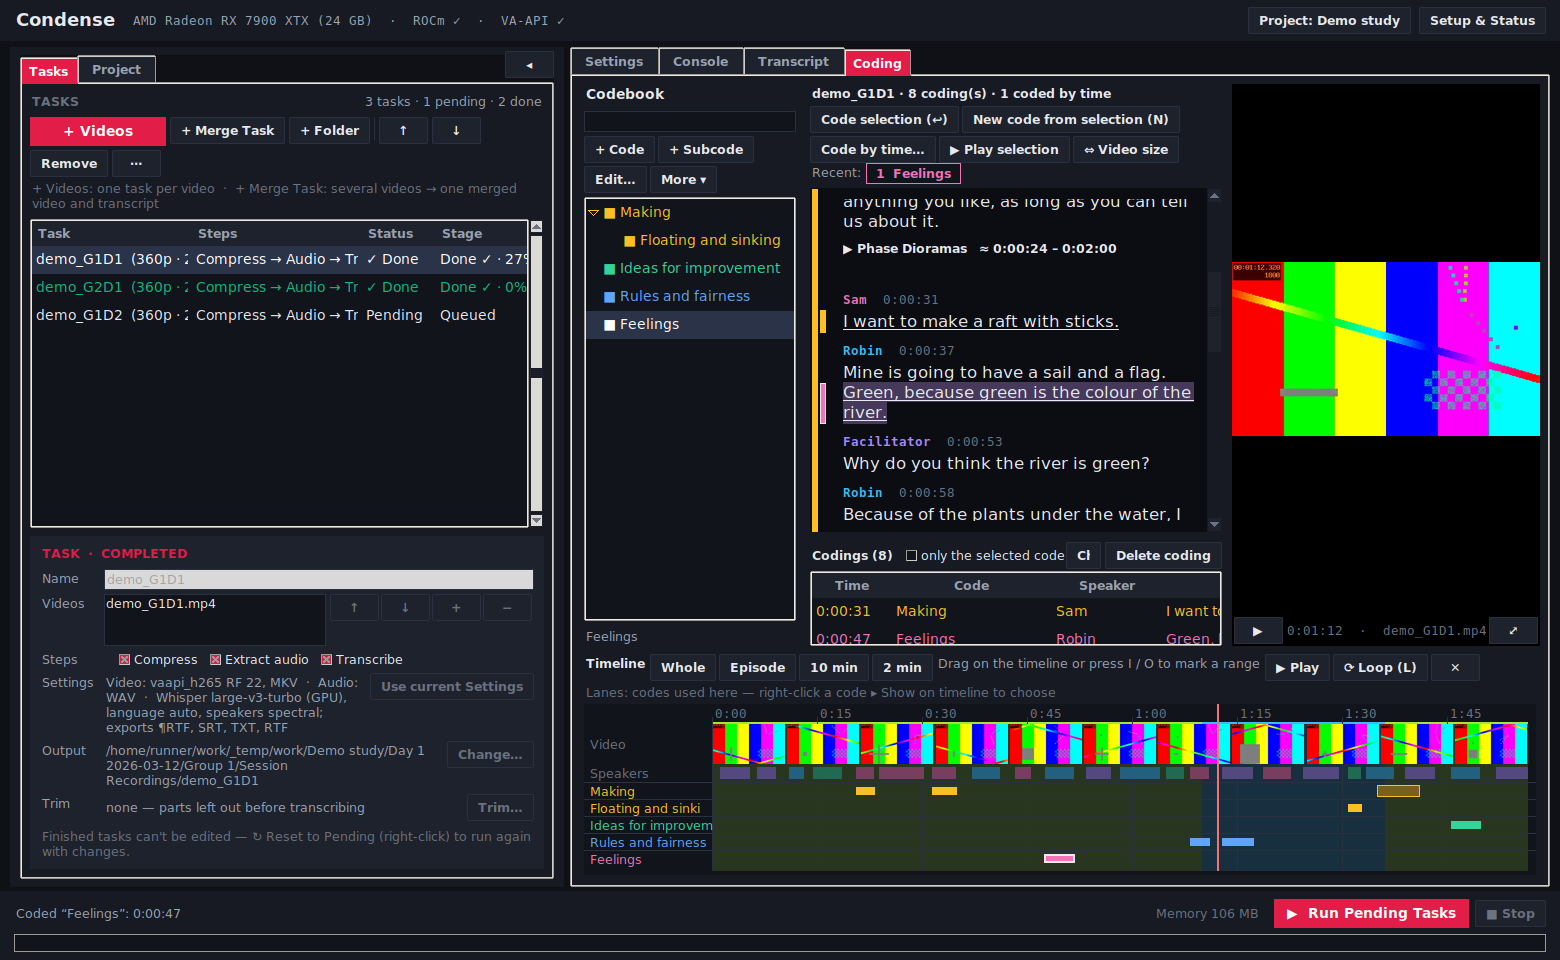 Condense AMD Radeon RX 7900 XTX (24 GB) · ROCm ✓ · VA-API ✓ Project: Demo study Setup & Status
Tasks Project ◂
TASKS 3 tasks · 1 pending · 2 done
+ Videos + Merge Task + Folder ↑ ↓
Remove ⋯
+ Videos: one task per video · + Merge Task: several videos → one merged
video and transcript
Task Steps Status Stage
demo_G1D1 (360p · 2 Compress → Audio → Tr ✓ Done Done ✓ · 27%
demo_G2D1 (360p · 2 Compress → Audio → Tr ✓ Done Done ✓ · 0%
demo_G1D2 (360p · 2 Compress → Audio → Tr Pending Queued
TASK · COMPLETED
Name demo_G1D1
Videos demo_G1D1.mp4 ↑ ↓ + −
Steps Compress Extract audio Transcribe
Settings Video: vaapi_h265 RF 22, MKV · Audio:
WAV · Whisper large-v3-turbo (GPU),
language auto, speakers spectral;
exports ¶RTF, SRT, TXT, RTF
Use current Settings
Output /home/runner/work/_temp/work/Demo study/Day 1
2026-03-12/Group 1/Session
Recordings/demo_G1D1
Change…
Trim none — parts left out before transcribing Trim…
Finished tasks can't be edited — ↻ Reset to Pending (right-click) to run again
with changes.
Settings Console Transcript Coding
Codebook
+ Code + Subcode
Edit… More ▾
Making
Floating and sinking
Ideas for improvement
Rules and fairness
Feelings
Feelings
demo_G1D1 · 8 coding(s) · 1 coded by time
Code selection (↩) New code from selection (N)
Code by time… ▶ Play selection ⇔ Video size
Recent: 1 Feelings
anything you like, as long as you can tell
us about it.
▶ Phase Dioramas ≈ 0:00:24 – 0:02:00
Sam 0:00:31
I want to make a raft with sticks.
Robin 0:00:37
Mine is going to have a sail and a flag.
Green, because green is the colour of the
river.
Facilitator 0:00:53
Why do you think the river is green?
Robin 0:00:58
Because of the plants under the water, I
Codings (8) only the selected code Cl Delete coding
Time Code Speaker
0:00:31 Making Sam I want to
0:00:47 Feelings Robin Green, 
00:01:12.320
1808
▶ 0:01:12 · demo_G1D1.mp4 ⤢
Timeline Whole Episode 10 min 2 min Drag on the timeline or press I / O to mark a range ▶ Play ⟳ Loop (L) ✕
Lanes: codes used here — right-click a code ▸ Show on timeline to choose
0:00 0:15 0:30 0:45 1:00 1:15 1:30 1:45
Video
Speakers
Making
Floating and sinki
Ideas for improvem
Rules and fairness
Feelings
Coded “Feelings”: 0:00:47 Memory 106 MB ▶ Run Pending Tasks ■ Stop